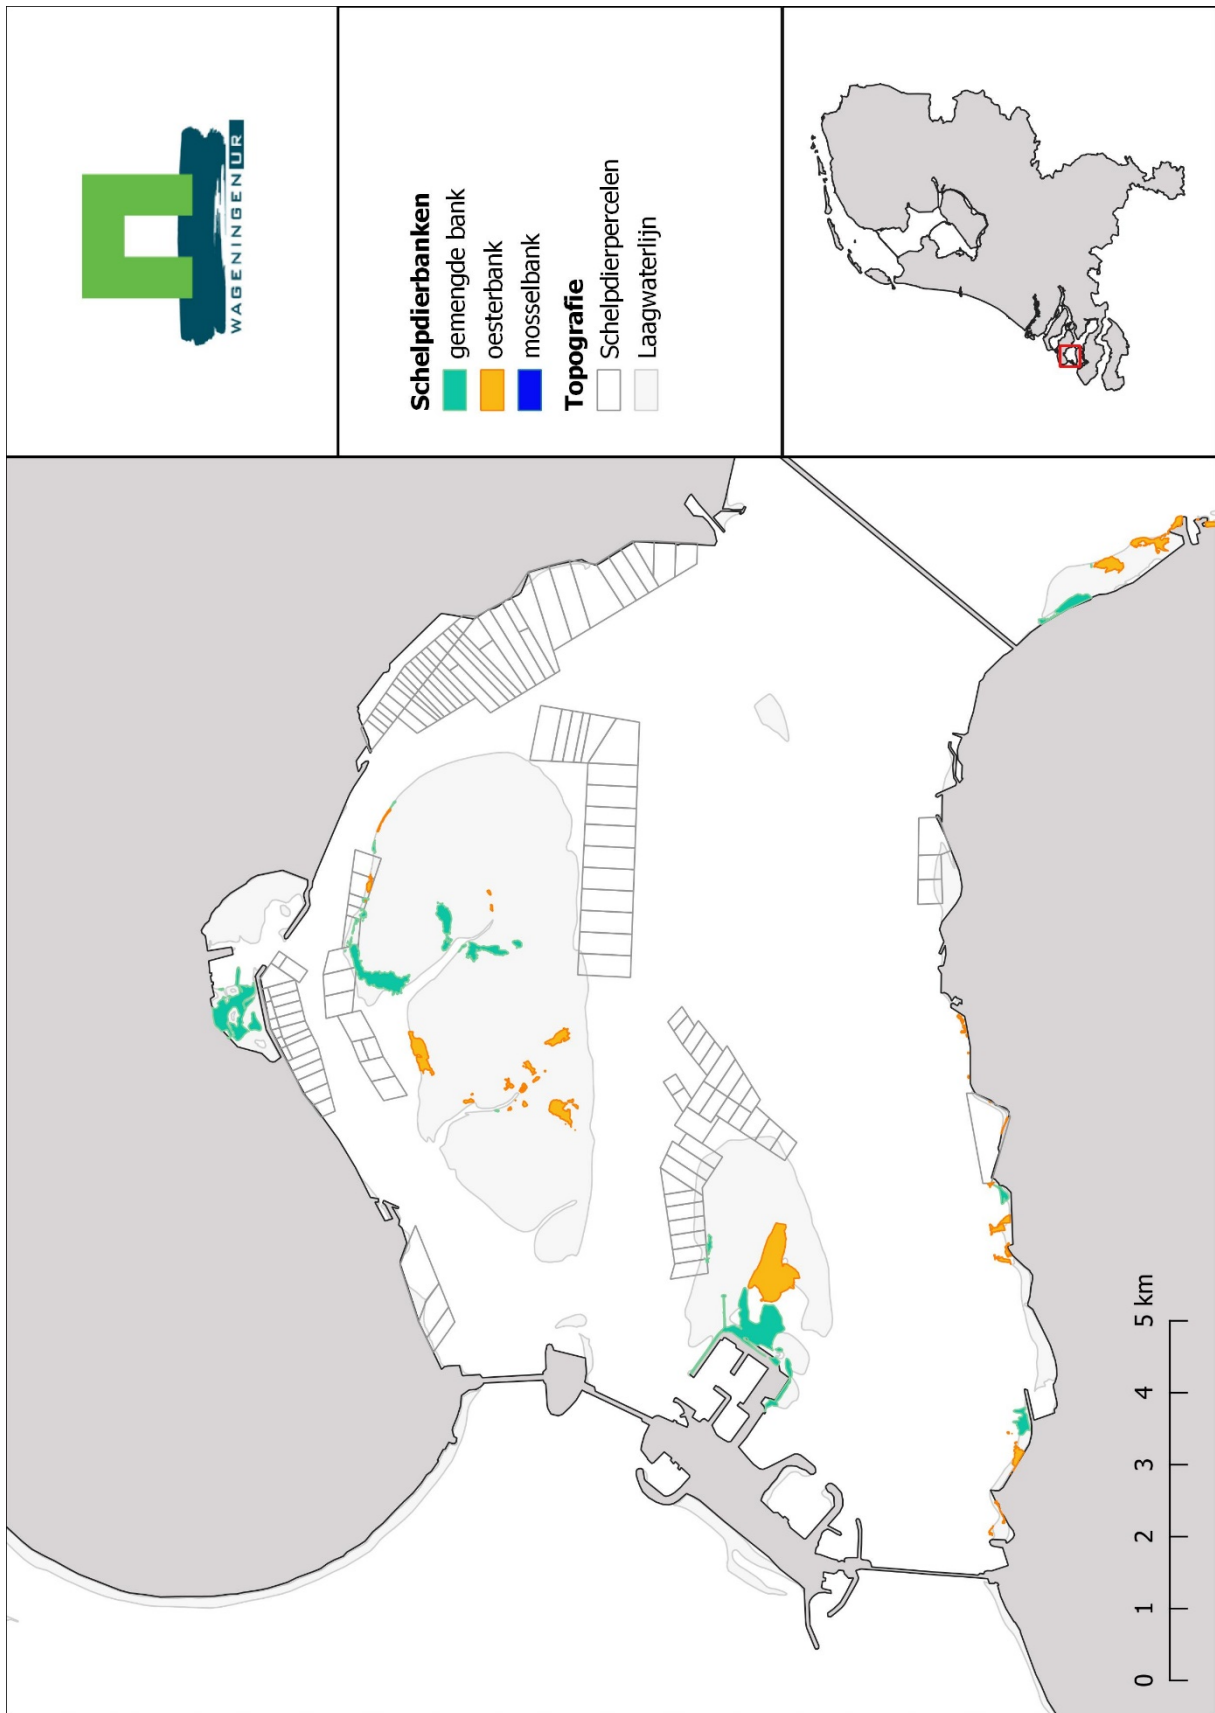 WAGENINGEN UR
Schelpdierbanken
gemengde bank
oesterbank
mosselbank
Topografie
Schelpdierpercelen
Laagwaterlijn
0 1 2 3 4 5 km